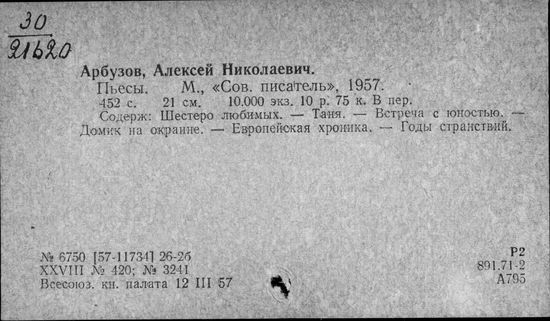 30
21620
Арбузов, Алексей Николаевич.
Пьесы. М., «Сов. писатель», 1957.
452 с. 21 см. 10.000 экз. 10 р. 75 к. В пер.
Содерж: Шестеро любимых. — Таня. — Встреча с юностью. —
Домик на окраине. — Европейская хроника. — Годы странствий.
№ 6750 [57-11734] 26-2б
XXVIII № 420; № 3241
Всесоюз. кн. палата 12 III 57
Р2
891.71-2
А795